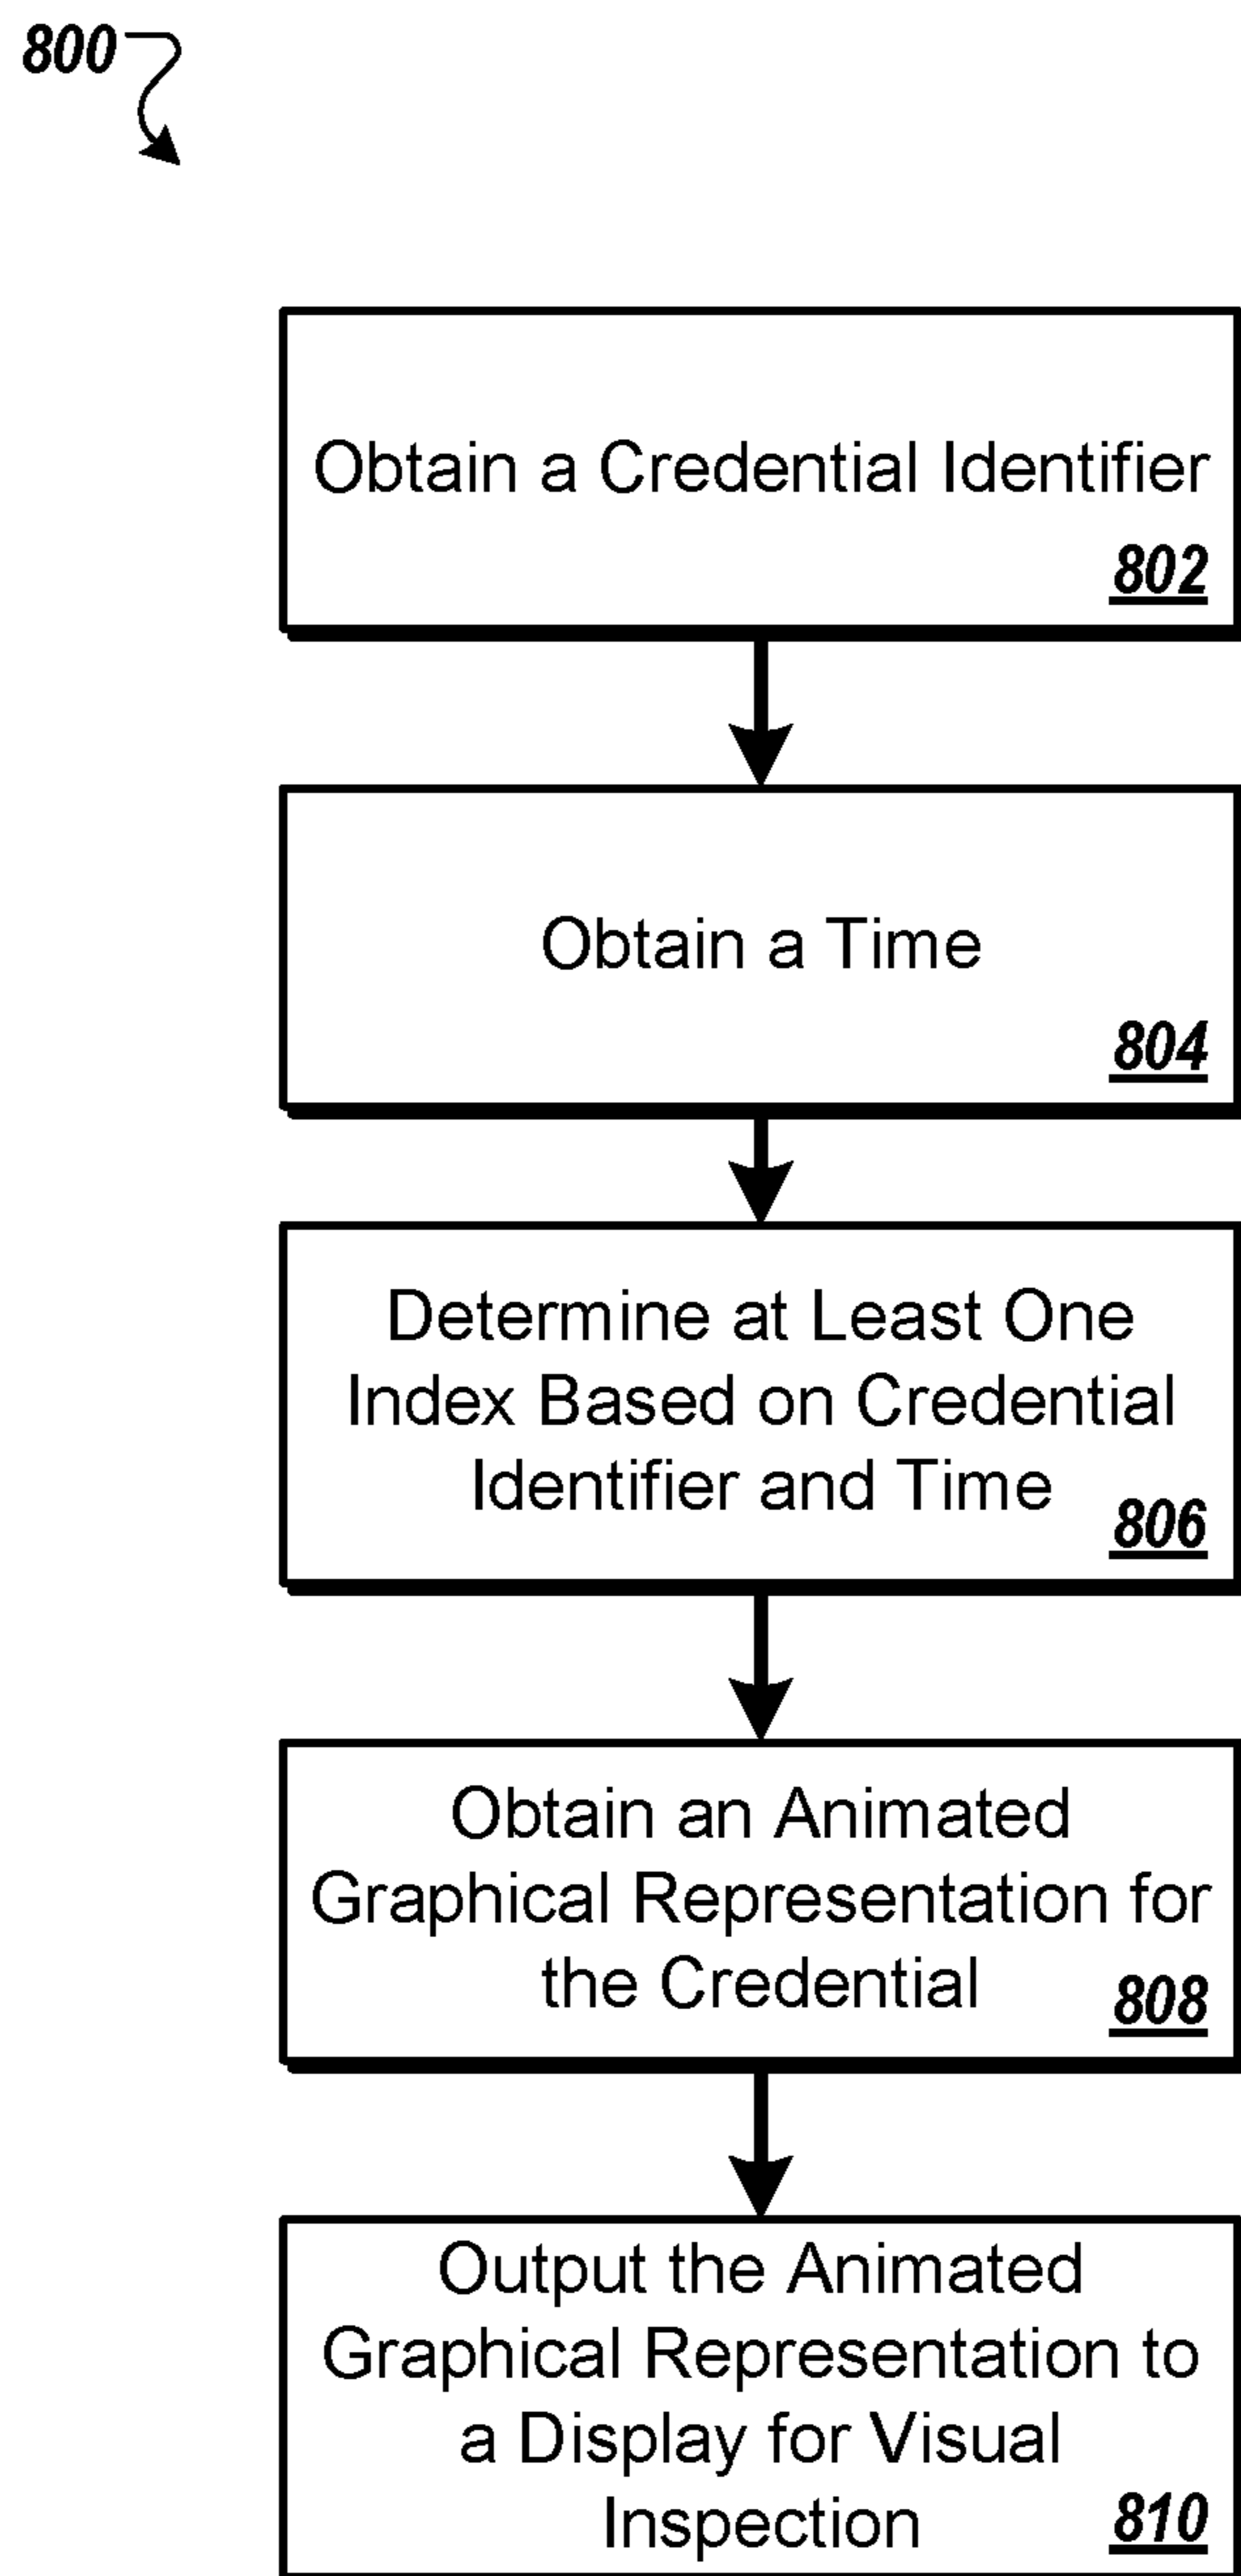 800
Obtain a Credential Identifier
802
Obtain a Time
804
Determine at Least One
Index Based on Credential
Identifier and Time
806
Obtain an Animated
Graphical Representation for
the Credential
808
Output the Animated
Graphical Representation to
a Display for Visual
Inspection
810